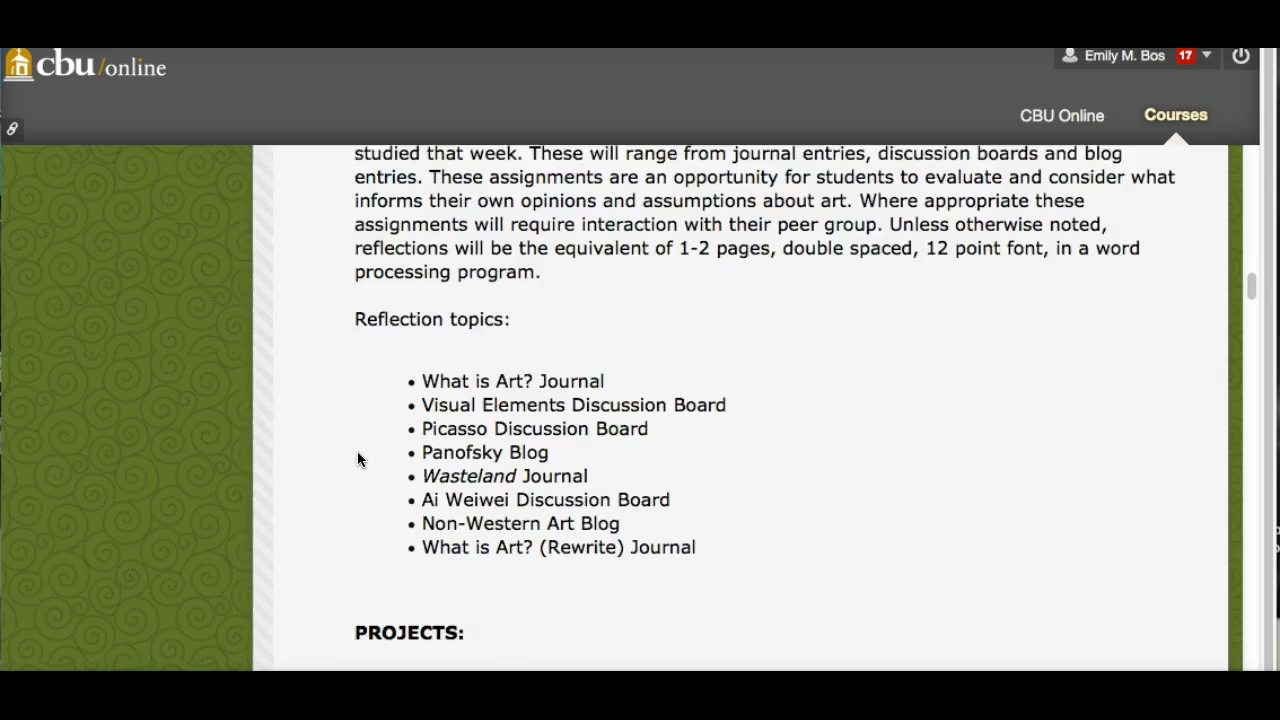 cbu/online
Emily M. Bos 17
CBU Online Courses
studied that week. These will range from journal entries, discussion boards and blog
entries. These assignments are an opportunity for students to evaluate and consider what
informs their own opinions and assumptions about art. Where appropriate these
assignments will require interaction with their peer group. Unless otherwise noted,
reflections will be the equivalent of 1-2 pages, double spaced, 12 point font, in a word
processing program.
Reflection topics:
• What is Art? Journal
• Visual Elements Discussion Board
• Picasso Discussion Board
• Panofsky Blog
• Wasteland Journal
• Ai Weiwei Discussion Board
• Non-Western Art Blog
• What is Art? (Rewrite) Journal
PROJECTS: